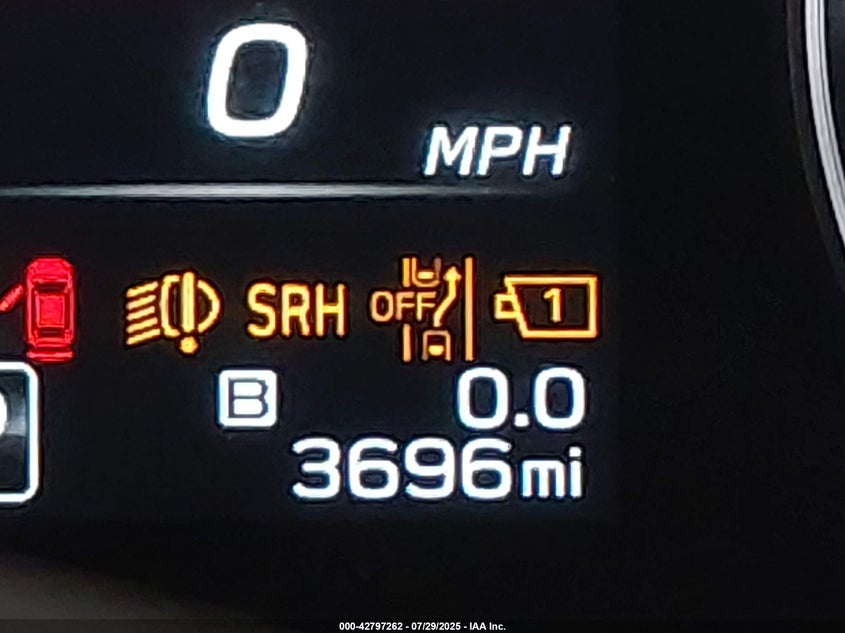 0
MPH
SRH OFF 1
B 0.0
3696mi
000-42797262 - 07/29/2025 - IAA Inc.